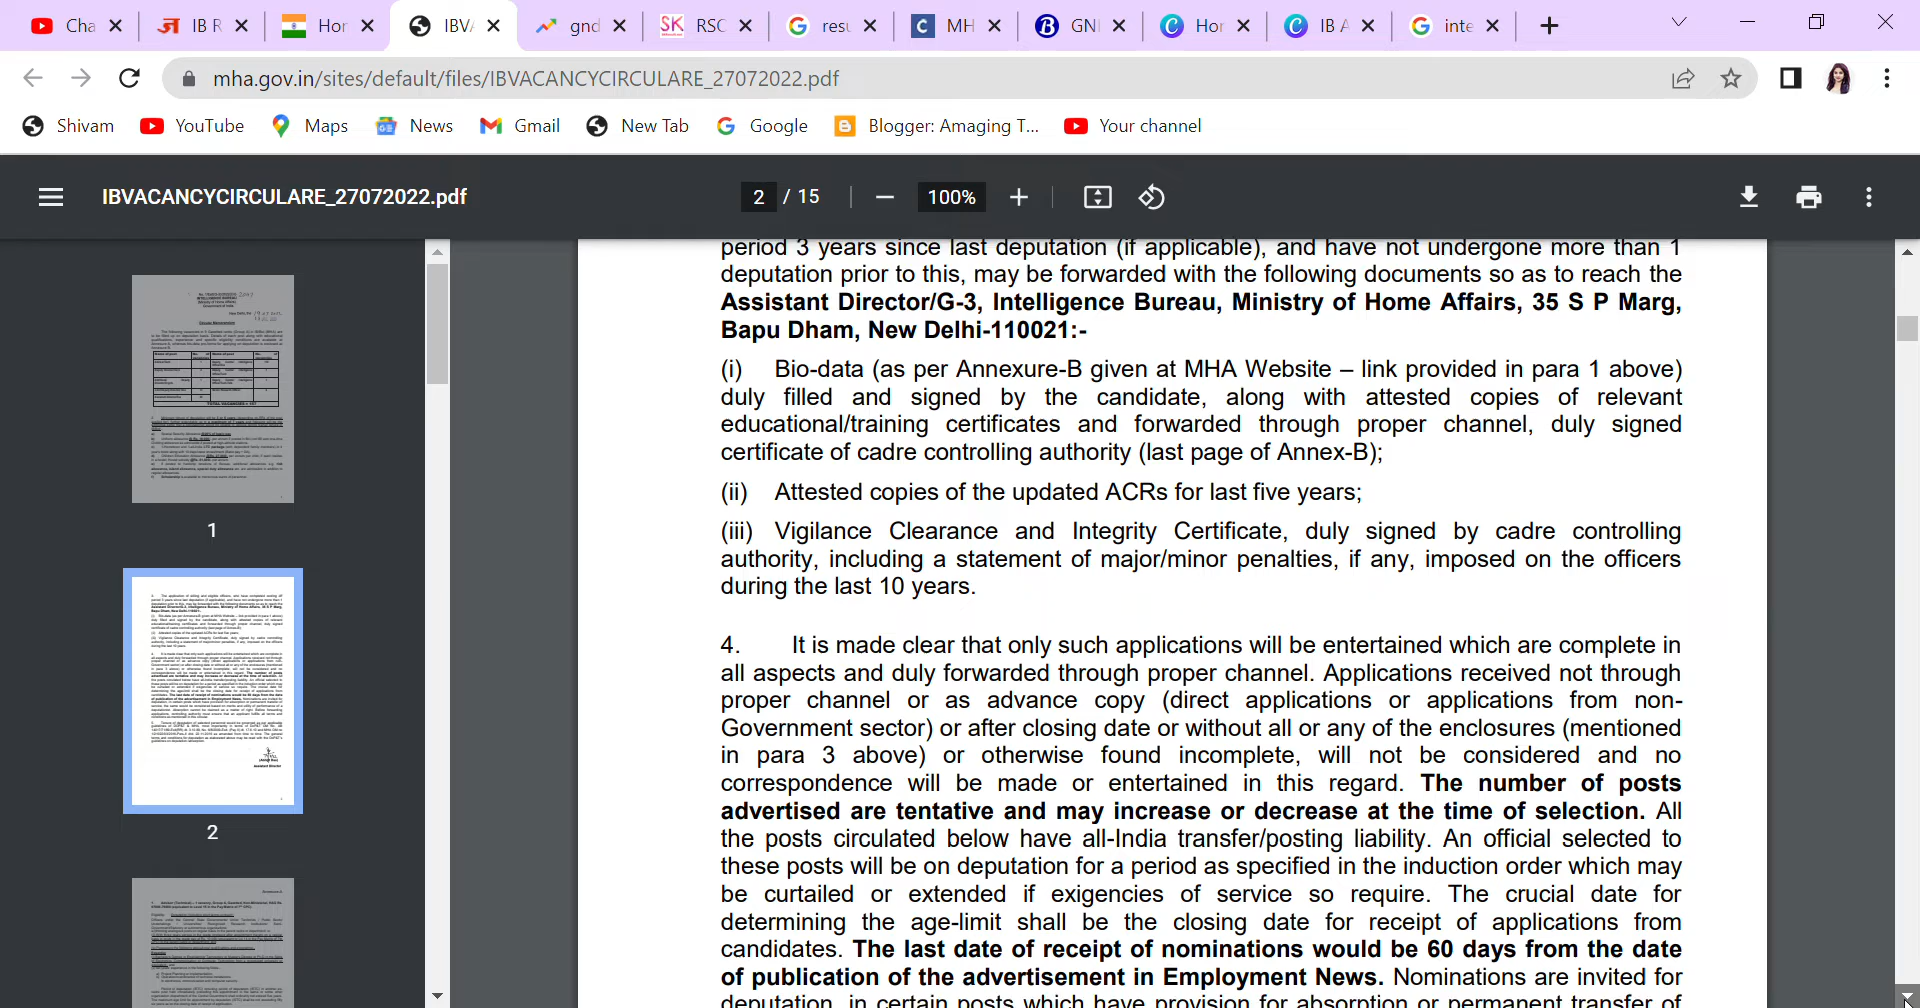 Cha
IB R
Hor
IBV
gnd
RSC
resu
MH
GNI
Hor
IB A
inte
mha.gov.in/sites/default/files/IBVACANCYCIRCULARE_27072022.pdf
Shivam YouTube Maps News Gmail New Tab Google Blogger: Amaging T... Your channel
IBVACANCYCIRCULARE_27072022.pdf 2 / 15 100%
1
2
period 3 years since last deputation (if applicable), and have not undergone more than 1
deputation prior to this, may be forwarded with the following documents so as to reach the
Assistant Director/G-3, Intelligence Bureau, Ministry of Home Affairs, 35 S P Marg,
Bapu Dham, New Delhi-110021:-
(i) Bio-data (as per Annexure-B given at MHA Website – link provided in para 1 above)
duly filled and signed by the candidate, along with attested copies of relevant
educational/training certificates and forwarded through proper channel, duly signed
certificate of cadre controlling authority (last page of Annex-B);
(ii) Attested copies of the updated ACRs for last five years;
(iii) Vigilance Clearance and Integrity Certificate, duly signed by cadre controlling
authority, including a statement of major/minor penalties, if any, imposed on the officers
during the last 10 years.
4. It is made clear that only such applications will be entertained which are complete in
all aspects and duly forwarded through proper channel. Applications received not through
proper channel or as advance copy (direct applications or applications from non-
Government sector) or after closing date or without all or any of the enclosures (mentioned
in para 3 above) or otherwise found incomplete, will not be considered and no
correspondence will be made or entertained in this regard. The number of posts
advertised are tentative and may increase or decrease at the time of selection. All
the posts circulated below have all-India transfer/posting liability. An official selected to
these posts will be on deputation for a period as specified in the induction order which may
be curtailed or extended if exigencies of service so require. The crucial date for
determining the age-limit shall be the closing date for receipt of applications from
candidates. The last date of receipt of nominations would be 60 days from the date
of publication of the advertisement in Employment News. Nominations are invited for
deputation, in certain posts which have provision for absorption or permanent transfer of